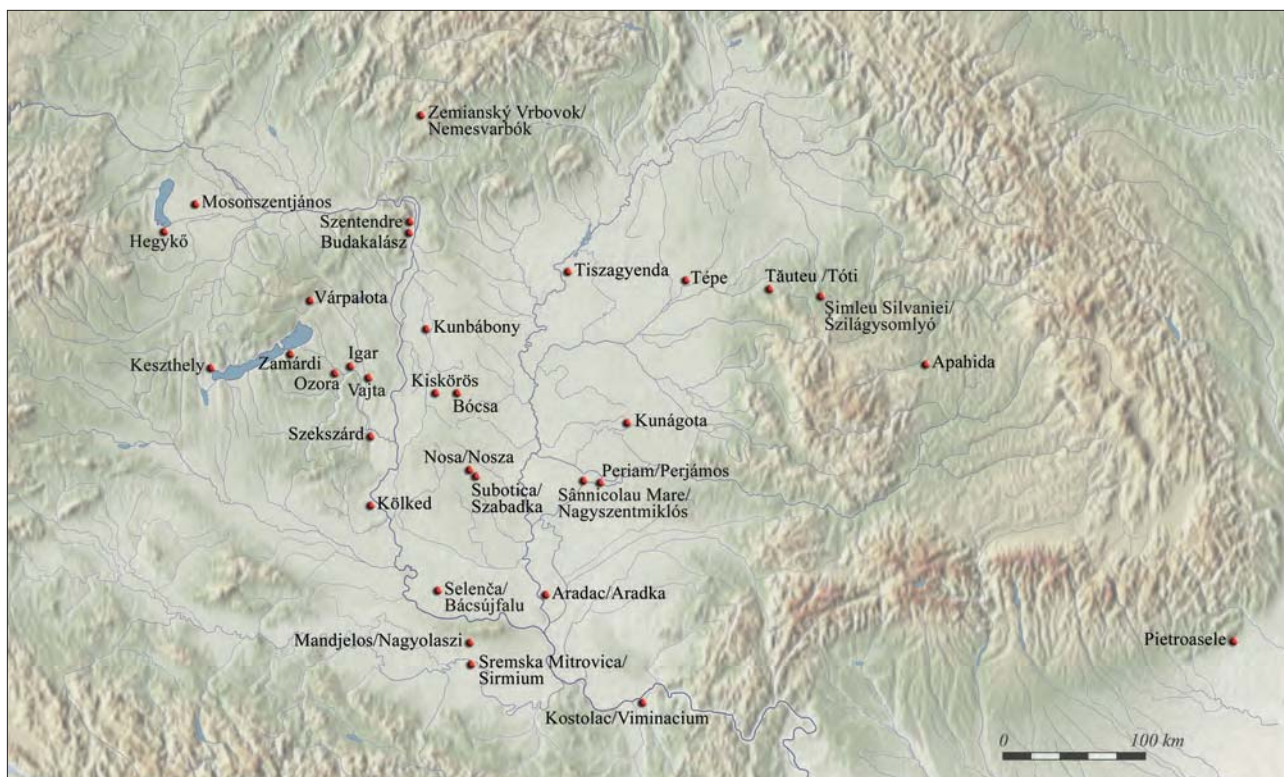 Zemianský Vrbovok/
Nemesvarbók
Mosonszentjános
Szentendre
Hegykő
Budakalász
Tiszagyenda
Tépe
Tăuteu /Tóti
Şimleu Silvaniei/
Szilágysomlyó
Várpalota
Kunbábony
Keszthely
Zamárdi
Igar
Ozora
Vajta
Kiskörös
Bócsa
Apahida
Szekszárd
Kunágota
Nosa/Nosza
Subotica/
Szabadka
Periam/Perjámos
Sânnicolau Mare/
Nagyszentmiklós
Kölked
Selenča/
Bácsújfalu
Aradac/Aradka
Mandjelos/Nagyolaszi
Sremska Mitrovica/
Sirmium
Pietroasele
Kostolac/Viminacium
0 100 km